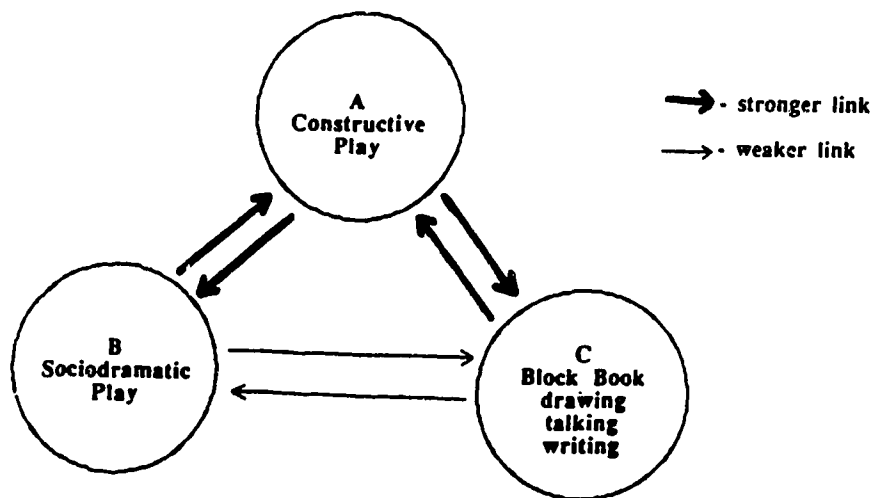 A
Constructive
Play
- stronger link
- weaker link
B
Sociodramatic
Play
C
Block Book
drawing
talking
writing